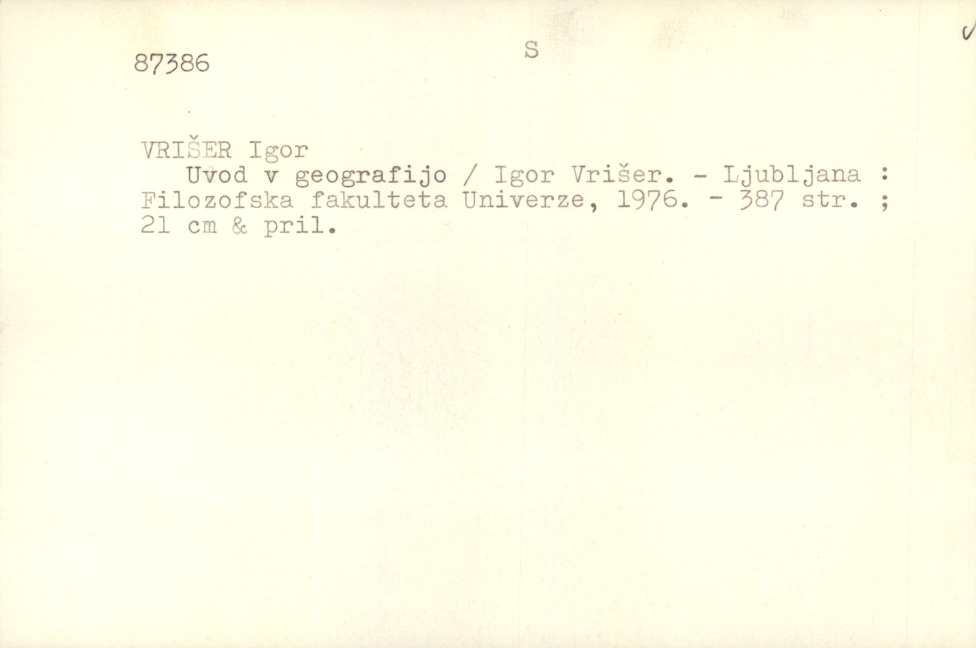 S
87386
VRIŠER Igor
Uvod v geografijo / Igor Vrišer. - Ljubljana :
Filozofska fakulteta Univerze, 1976. - 387 str. ;
21 cm & pril.